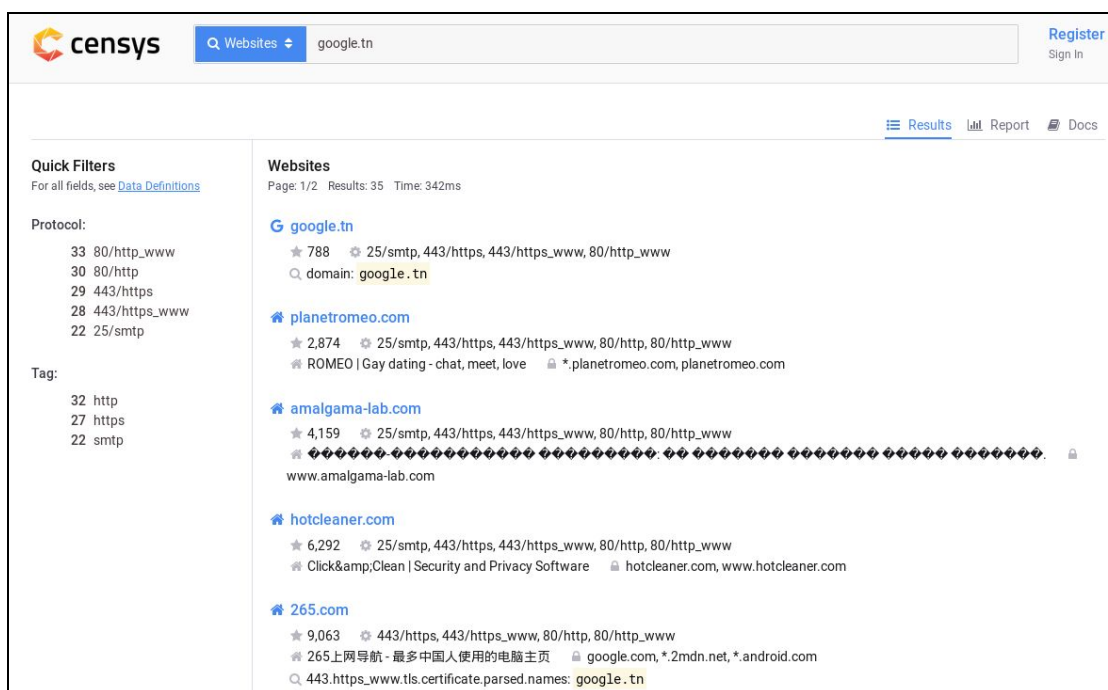 censys
Websites
google.tn
Register
Sign In
Results
Report
Docs
Quick Filters
For all fields, see Data Definitions
Protocol:
33 80/http_www
30 80/http
29 443/https
28 443/https_www
22 25/smtp
Tag:
32 http
27 https
22 smtp
Websites
Page: 1/2 Results: 35 Time: 342ms
google.tn
788 25/smtp, 443/https, 443/https_www, 80/http_www
domain: google.tn
planetromeo.com
2,874 25/smtp, 443/https, 443/https_www, 80/http, 80/http_www
ROMEO | Gay dating - chat, meet, love *.planetromeo.com, planetromeo.com
amalgama-lab.com
4,159 25/smtp, 443/https, 443/https_www, 80/http, 80/http_www
������-����������� ���������: �� ������� ������� ����� �������.
www.amalgama-lab.com
hotcleaner.com
6,292 25/smtp, 443/https, 443/https_www, 80/http, 80/http_www
Click&amp;Clean | Security and Privacy Software hotcleaner.com, www.hotcleaner.com
265.com
9,063 443/https, 443/https_www, 80/http, 80/http_www
265上网导航 - 最多中国人使用的电脑主页 google.com, *.2mdn.net, *.android.com
443.https_www.tls.certificate.parsed.names: google.tn